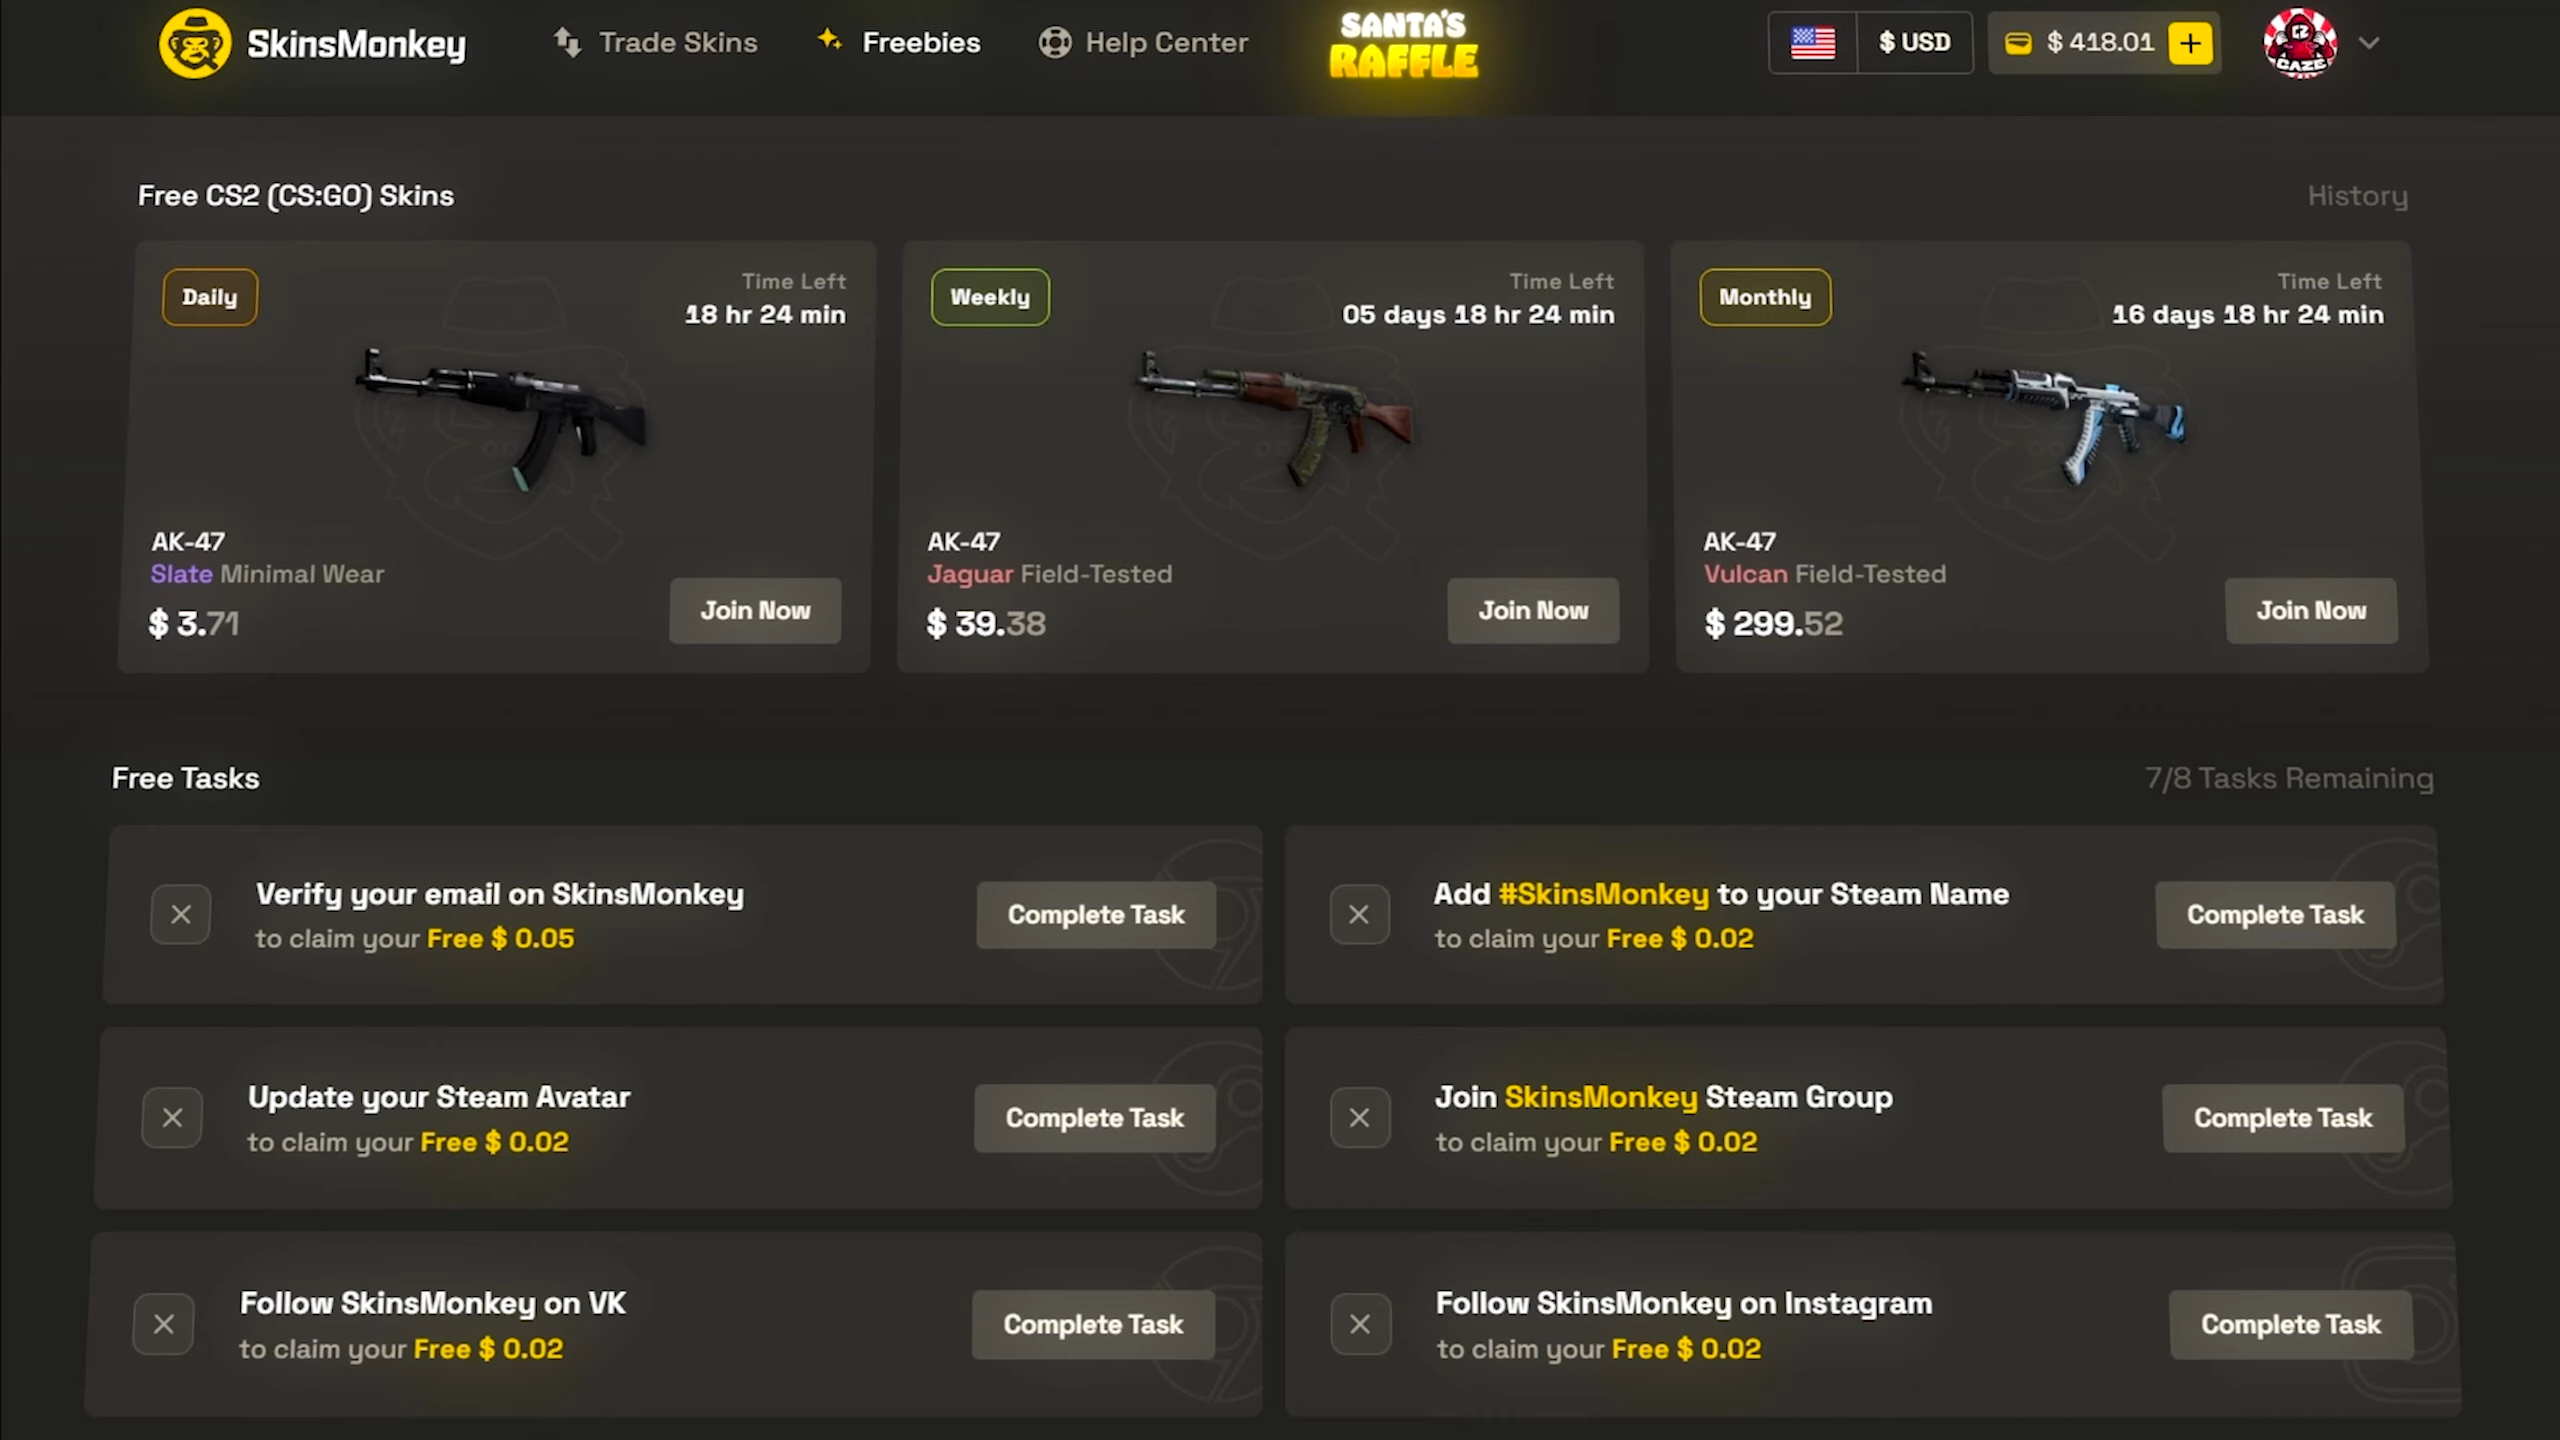 SkinsMonkey
Trade Skins
Freebies
Help Center
SANTA'S
RAFFLE
$ USD
$ 418.01
+
CAZE
Free CS2 (CS:GO) Skins
History
Daily
Time Left
18 hr 24 min
AK-47
Slate Minimal Wear
$ 3.71
Join Now
Weekly
Time Left
05 days 18 hr 24 min
AK-47
Jaguar Field-Tested
$ 39.38
Join Now
Monthly
Time Left
16 days 18 hr 24 min
AK-47
Vulcan Field-Tested
$ 299.52
Join Now
Free Tasks
7/8 Tasks Remaining
Verify your email on SkinsMonkey
to claim your Free $ 0.05
Complete Task
Add #SkinsMonkey to your Steam Name
to claim your Free $ 0.02
Complete Task
Update your Steam Avatar
to claim your Free $ 0.02
Complete Task
Join SkinsMonkey Steam Group
to claim your Free $ 0.02
Complete Task
Follow SkinsMonkey on VK
to claim your Free $ 0.02
Complete Task
Follow SkinsMonkey on Instagram
to claim your Free $ 0.02
Complete Task